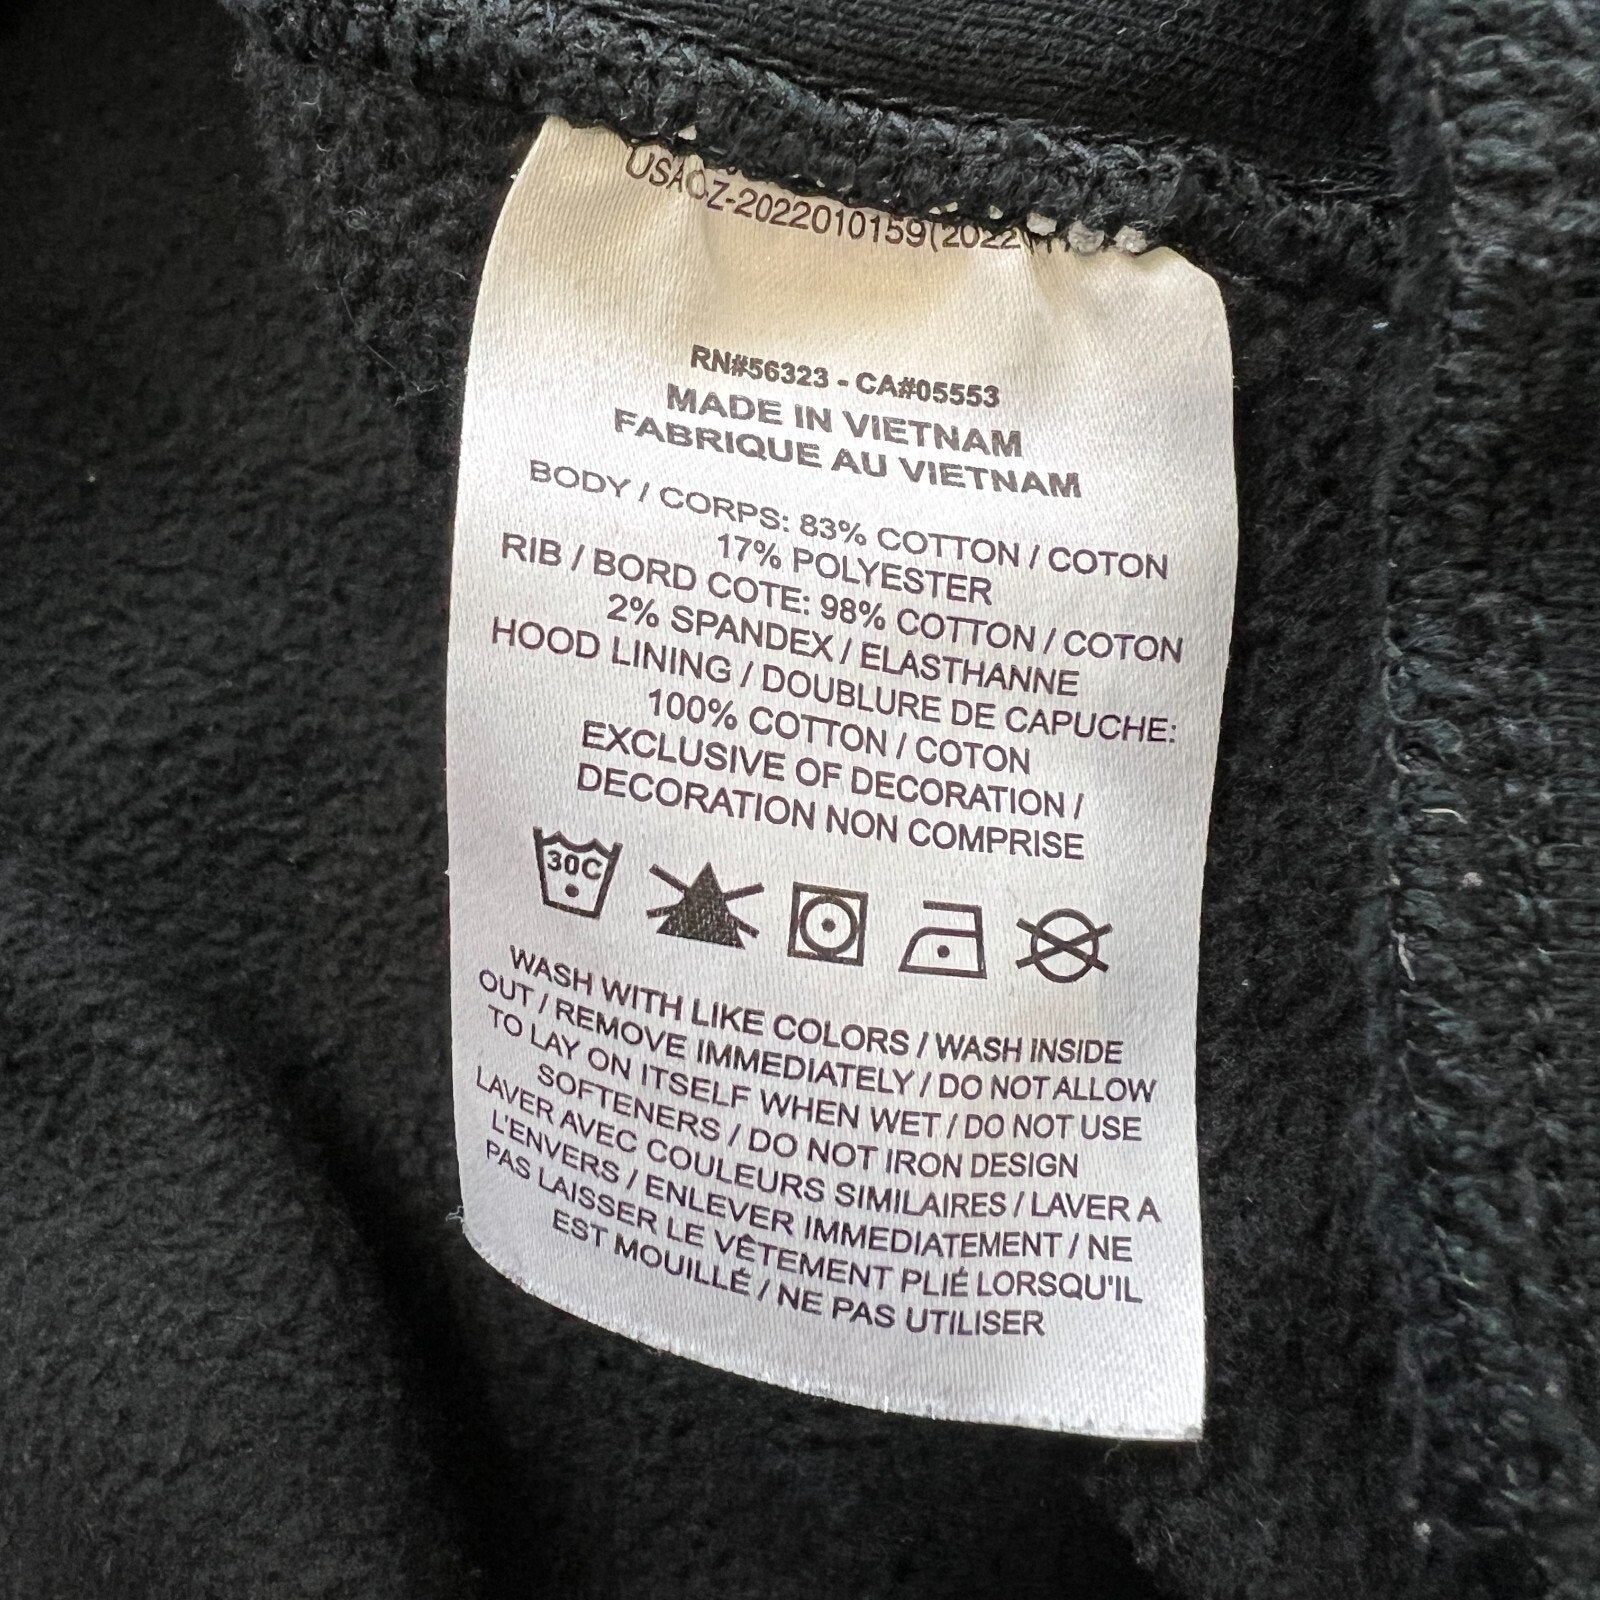 USACZ-2022010159(2022
RN#56323 - CA#05553
MADE IN VIETNAM
FABRIQUE AU VIETNAM
BODY / CORPS: 83% COTTON / COTON
17% POLYESTER
RIB / BORD COTE: 98% COTTON / COTON
2% SPANDEX / ELASTHANNE
HOOD LINING / DOUBLURE DE CAPUCHE:
100% COTTON / COTON
EXCLUSIVE OF DECORATION /
DECORATION NON COMPRISE
30C
WASH WITH LIKE COLORS / WASH INSIDE
OUT / REMOVE IMMEDIATELY / DO NOT ALLOW
TO LAY ON ITSELF WHEN WET / DO NOT USE
SOFTENERS / DO NOT IRON DESIGN
LAVER AVEC COULEURS SIMILAIRES / LAVER A
L'ENVERS / ENLEVER IMMEDIATEMENT / NE
PAS LAISSER LE VÊTEMENT PLIÉ LORSQU'IL
EST MOUILLÉ / NE PAS UTILISER